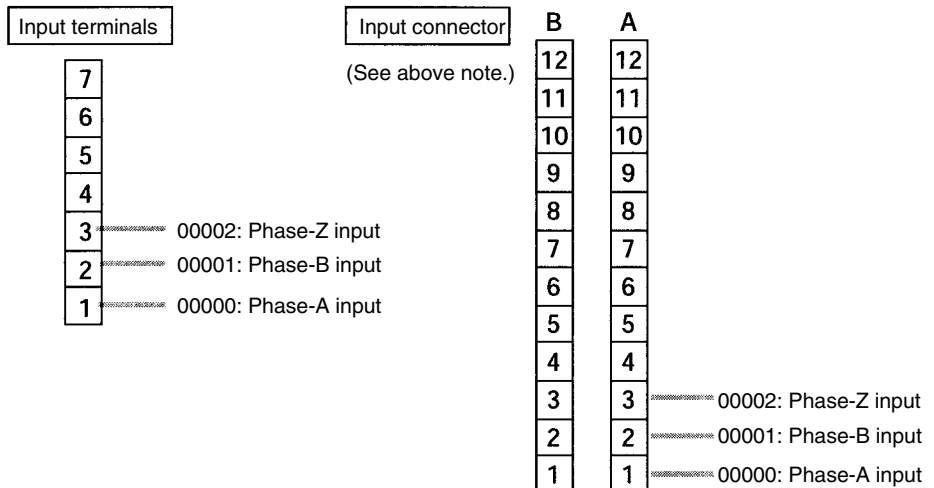 Input terminals
7
6
5
4
3 00002: Phase-Z input
2 00001: Phase-B input
1 00000: Phase-A input
Input connector
(See above note.)
B A
12 12
11 11
10 10
9 9
8 8
7 7
6 6
5 5
4 4
3 3 00002: Phase-Z input
2 2 00001: Phase-B input
1 1 00000: Phase-A input